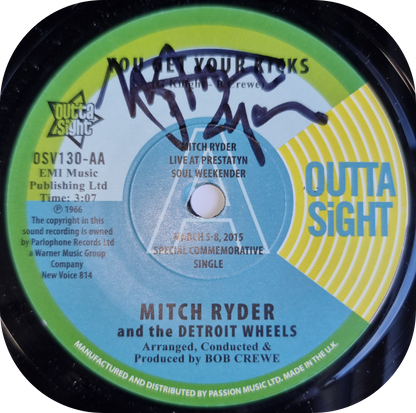 YOU GET YOUR KICKS
outta
sight
OSV130-AA
EMI Music
Publishing Ltd
Time: 3:07
℗ 1966
The copyright in this
sound recording is owned
by Parlophone Records Ltd
a Warner Music Group
Company
New Voice 814
MITCH RYDER
LIVE AT PRESTATYN
SOUL WEEKENDER
A
MARCH 5-8, 2015
SPECIAL COMMEMORATIVE
SINGLE
OUTTA
SiGHT
MITCH RYDER
and the DETROIT WHEELS
Arranged, Conducted &
Produced by BOB CREWE
MANUFACTURED AND DISTRIBUTED BY PASSION MUSIC LTD. MADE IN THE U.K.